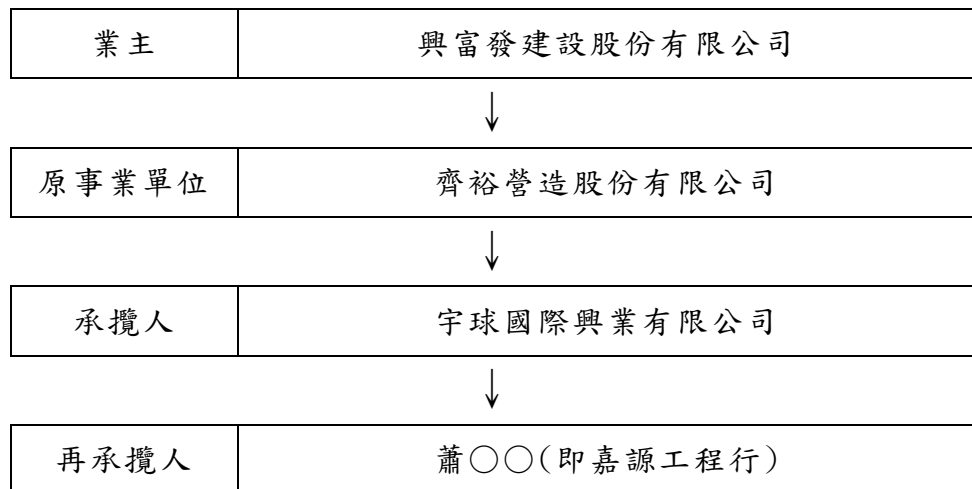 業主 興富發建設股份有限公司
↓
原事業單位 齊裕營造股份有限公司
↓
承攬人 宇球國際興業有限公司
↓
再承攬人 蕭○○(即嘉源工程行)